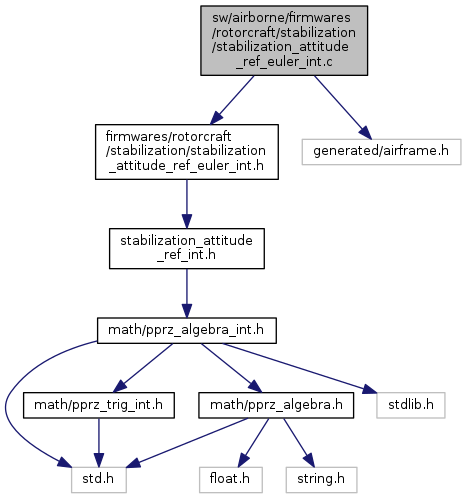 sw/airborne/firmwares
/rotorcraft/stabilization
/stabilization_attitude
_ref_euler_int.c
firmwares/rotorcraft
/stabilization/stabilization
_attitude_ref_euler_int.h
generated/airframe.h
stabilization_attitude
_ref_int.h
math/pprz_algebra_int.h
math/pprz_trig_int.h
math/pprz_algebra.h
stdlib.h
std.h
float.h
string.h